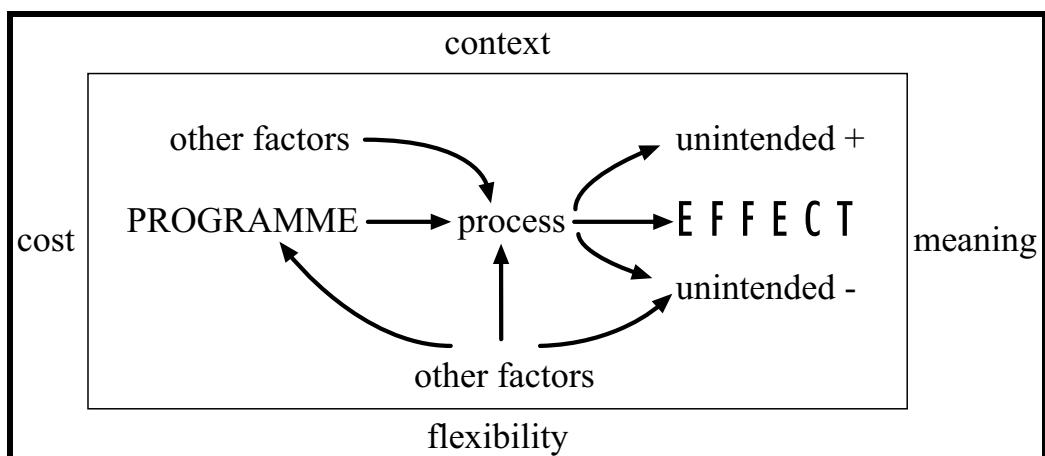 context
other factors
unintended +
PROGRAMME
process
EFFECT
cost
meaning
unintended -
other factors
flexibility